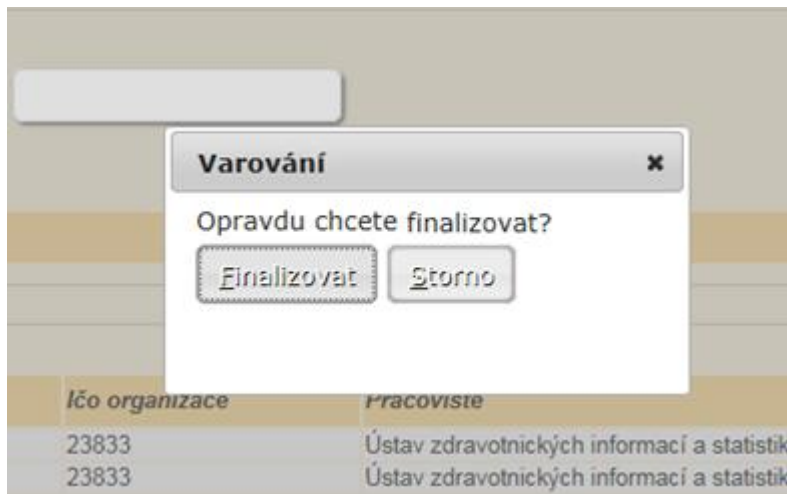 Varování
Opravdu chcete finalizovat?
Finalizovat Storno
Ičo organizace Pracoviště
23833 Ústav zdravotnických informací a statistik
23833 Ústav zdravotnických informací a statistik